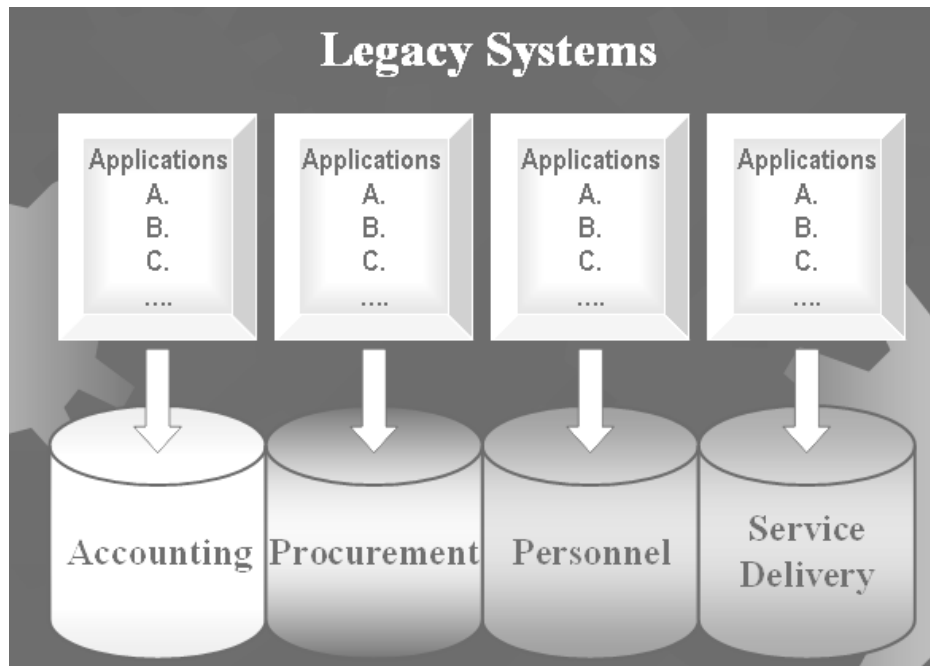 Legacy Systems
Applications
A.
B.
C.
....
Applications
A.
B.
C.
....
Applications
A.
B.
C.
....
Applications
A.
B.
C.
....
Accounting
Procurement
Personnel
Service
Delivery